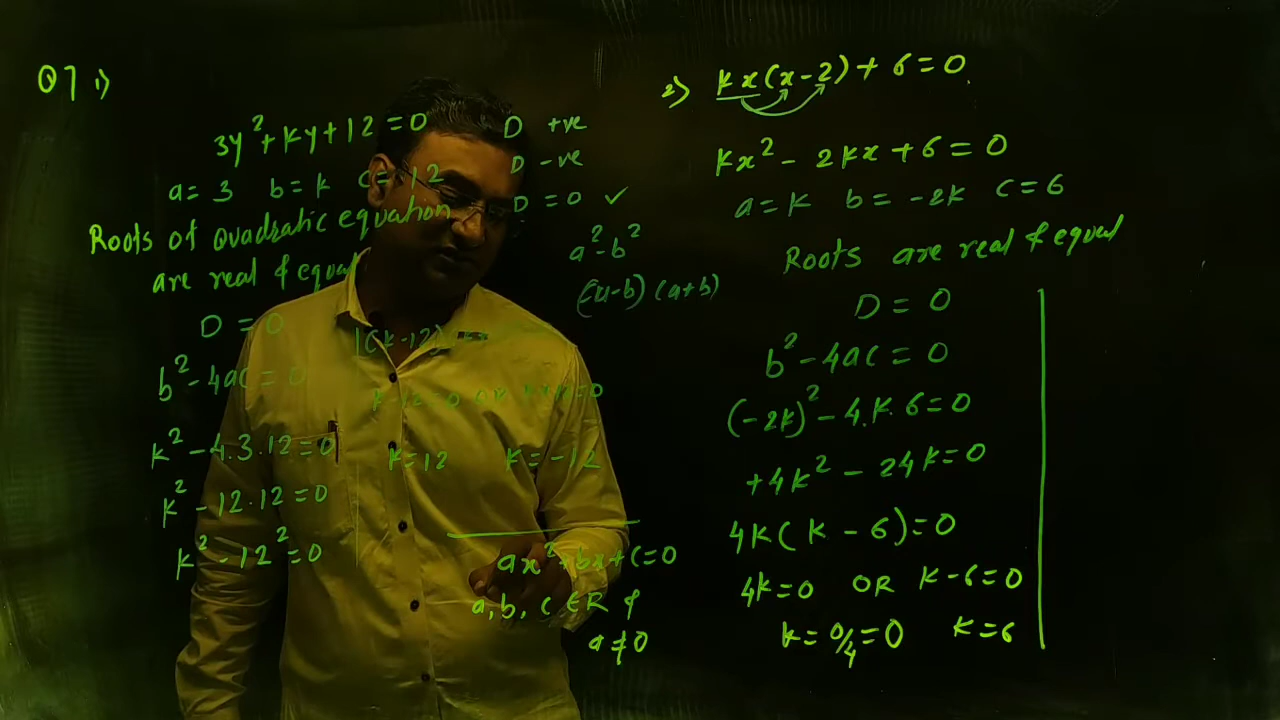 Q 7 1)
3y² + ky + 12 = 0
a = 3 b = k c = 12
Roots of Quadratic equation
are real & equal
D = 0
b² - 4ac = 0
k² - 4.3.12 = 0
k² - 12.12 = 0
k² - 12² = 0
D +ve
D -ve
D = 0 ✓
a² - b²
(a-b) (a+b)
(k-12)
k = 12 k = -12
ax² + bx + c = 0
a, b, c ∈ R &
a ≠ 0
2) kx(x-2) + 6 = 0
kx² - 2kx + 6 = 0
a = k b = -2k c = 6
Roots are real & equal
D = 0
b² - 4ac = 0
(-2k)² - 4.k.6 = 0
+4k² - 24k = 0
4k(k - 6) = 0
4k = 0 OR k - 6 = 0
k = 0/4 = 0 k = 6